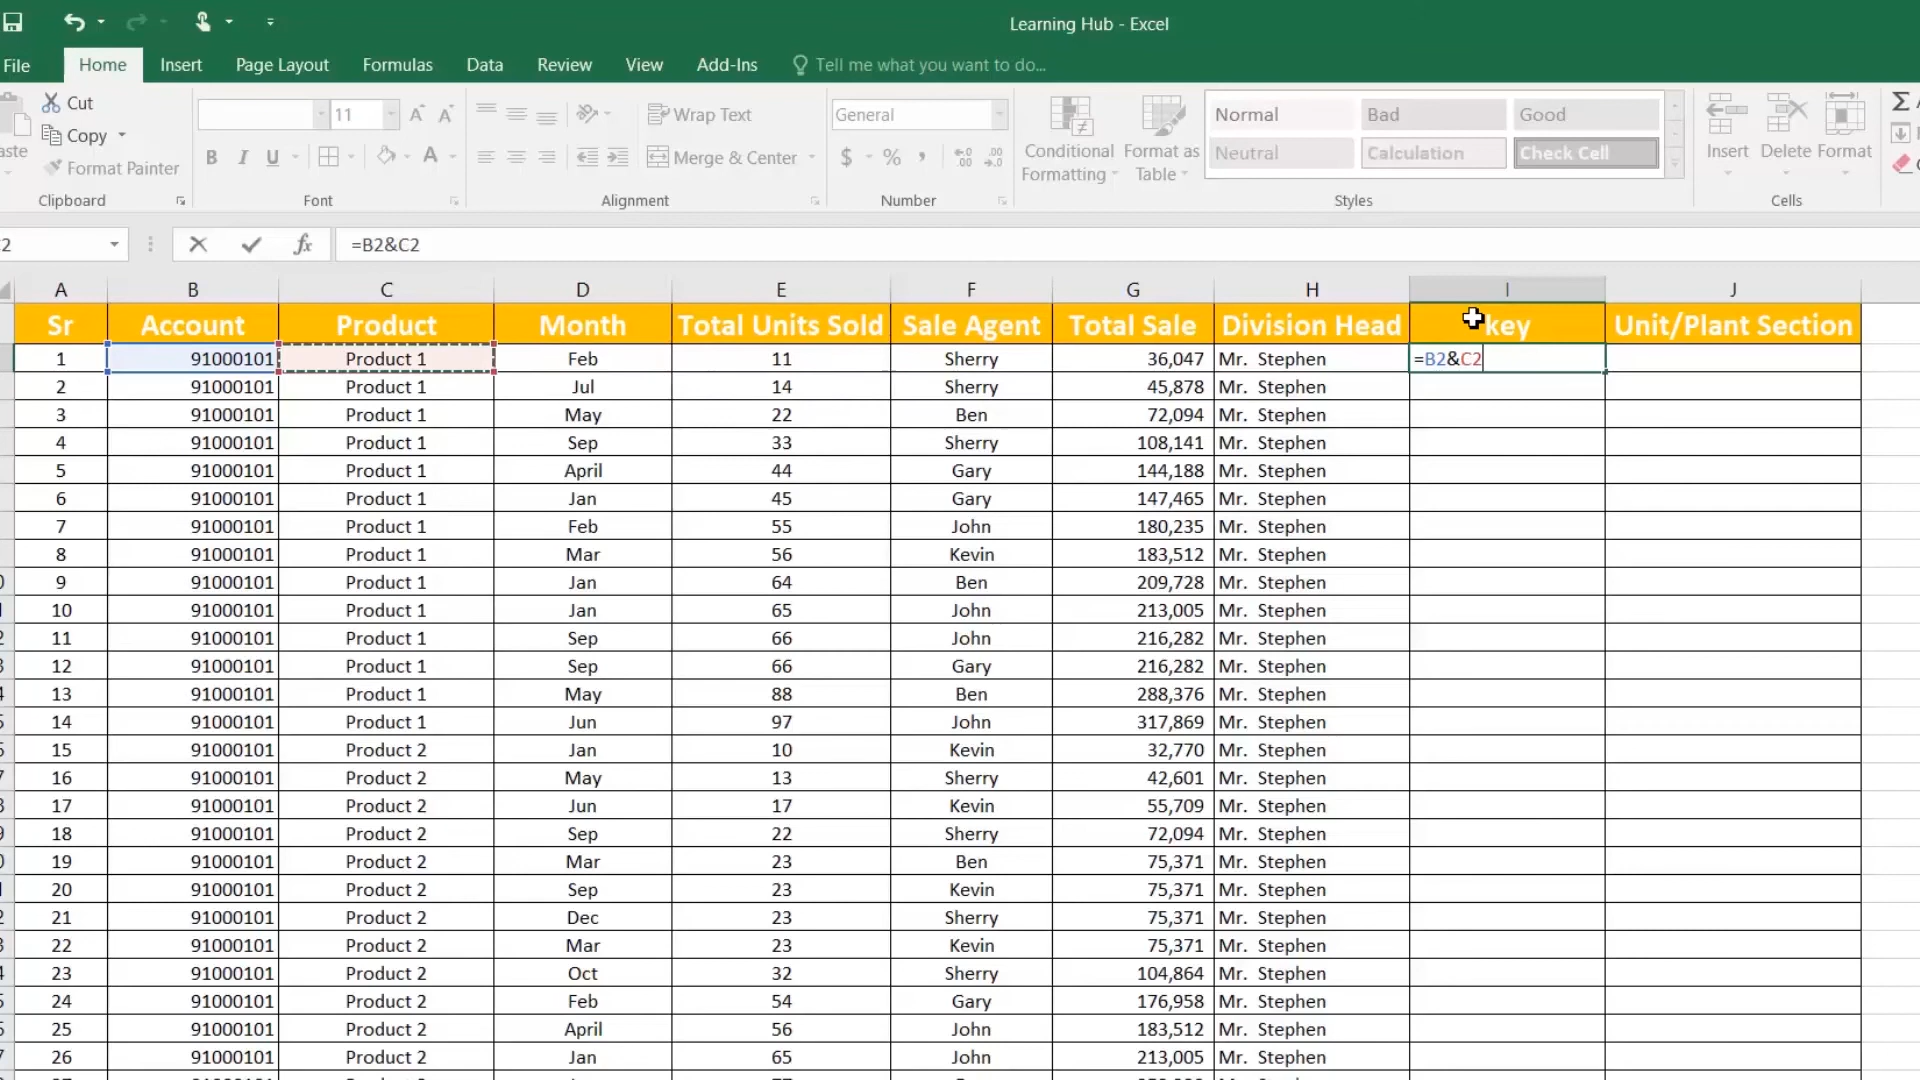 Learning Hub - Excel
File Home Insert Page Layout Formulas Data Review View Add-Ins Tell me what you want to do...
Cut
Copy
Format Painter
Clipboard
11
B I U A
Font
Wrap Text
Merge & Center
Alignment
General
$ % ,
Number
Conditional Formatting
Format as Table
Normal Bad Good
Neutral Calculation Check Cell
Styles
Insert Delete Format
Cells
=B2&C2
A B C D E F G H I J
Sr Account Product Month Total Units Sold Sale Agent Total Sale Division Head key Unit/Plant Section
1 91000101 Product 1 Feb 11 Sherry 36,047 Mr. Stephen =B2&C2
2 91000101 Product 1 Jul 14 Sherry 45,878 Mr. Stephen
3 91000101 Product 1 May 22 Ben 72,094 Mr. Stephen
4 91000101 Product 1 Sep 33 Sherry 108,141 Mr. Stephen
5 91000101 Product 1 April 44 Gary 144,188 Mr. Stephen
6 91000101 Product 1 Jan 45 Gary 147,465 Mr. Stephen
7 91000101 Product 1 Feb 55 John 180,235 Mr. Stephen
8 91000101 Product 1 Mar 56 Kevin 183,512 Mr. Stephen
9 91000101 Product 1 Jan 64 Ben 209,728 Mr. Stephen
10 91000101 Product 1 Jan 65 John 213,005 Mr. Stephen
11 91000101 Product 1 Sep 66 John 216,282 Mr. Stephen
12 91000101 Product 1 Sep 66 Gary 216,282 Mr. Stephen
13 91000101 Product 1 May 88 Ben 288,376 Mr. Stephen
14 91000101 Product 1 Jun 97 John 317,869 Mr. Stephen
15 91000101 Product 2 Jan 10 Kevin 32,770 Mr. Stephen
16 91000101 Product 2 May 13 Sherry 42,601 Mr. Stephen
17 91000101 Product 2 Jun 17 Kevin 55,709 Mr. Stephen
18 91000101 Product 2 Sep 22 Sherry 72,094 Mr. Stephen
19 91000101 Product 2 Mar 23 Ben 75,371 Mr. Stephen
20 91000101 Product 2 Sep 23 Kevin 75,371 Mr. Stephen
21 91000101 Product 2 Dec 23 Sherry 75,371 Mr. Stephen
22 91000101 Product 2 Mar 23 Kevin 75,371 Mr. Stephen
23 91000101 Product 2 Oct 32 Sherry 104,864 Mr. Stephen
24 91000101 Product 2 Feb 54 Gary 176,958 Mr. Stephen
25 91000101 Product 2 April 56 John 183,512 Mr. Stephen
26 91000101 Product 2 Jan 65 John 213,005 Mr. Stephen